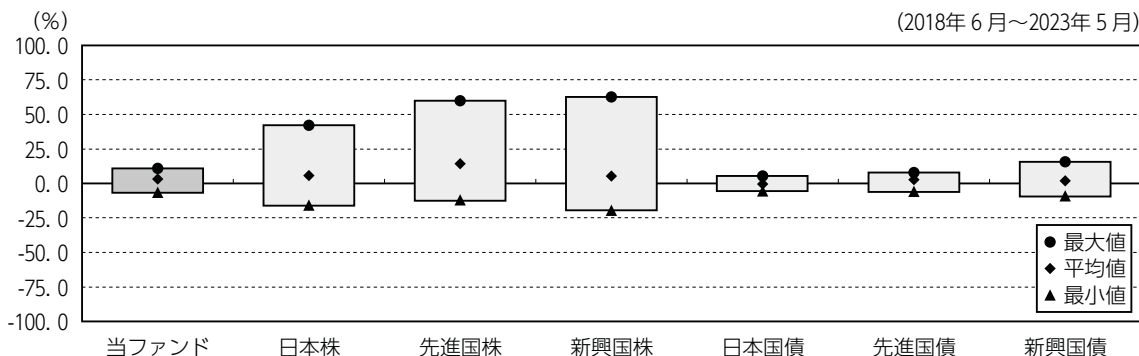 (%)
(2018年6月～2023年5月)
100.0
75.0
50.0
25.0
0.0
-25.0
-50.0
-75.0
-100.0
● 最大値
◆ 平均値
▲ 最小値
当ファンド 日本株 先進国株 新興国株 日本国債 先進国債 新興国債